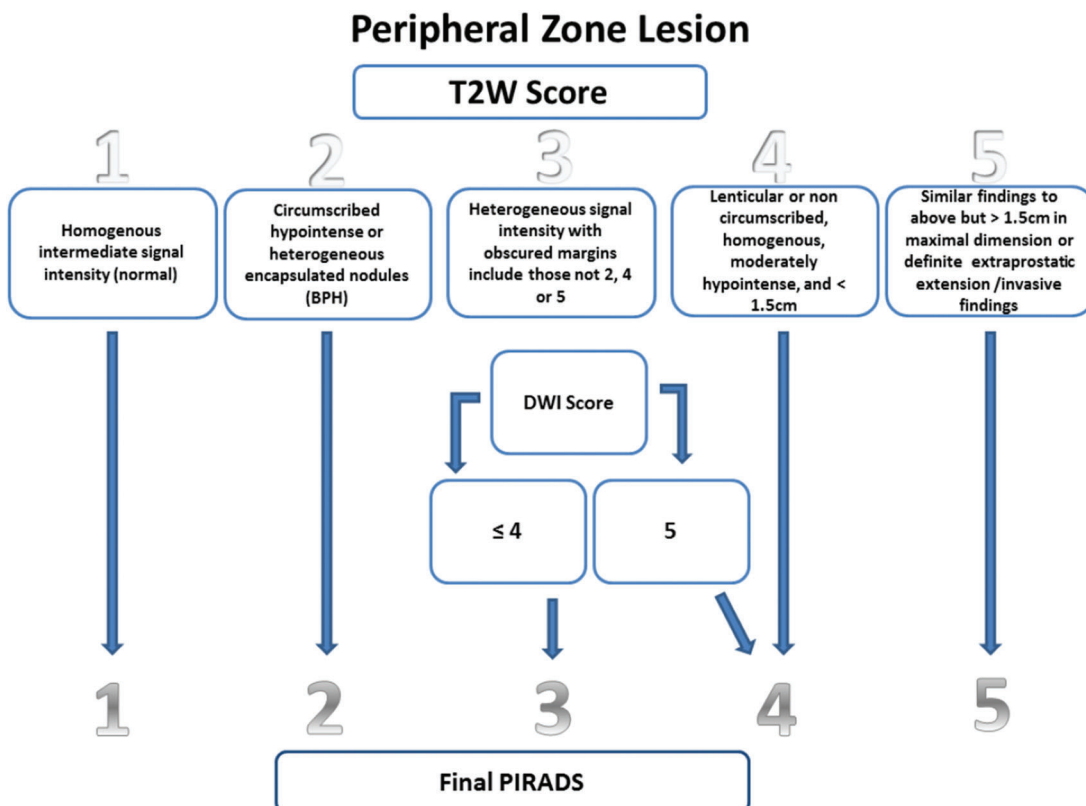 Peripheral Zone Lesion
T2W Score
1
2
3
4
5
Homogenous
intermediate signal
intensity (normal)
Circumscribed
hypointense or
heterogeneous
encapsulated nodules
(BPH)
Heterogeneous signal
intensity with
obscured margins
include those not 2, 4
or 5
Lenticular or non
circumscribed,
homogenous,
moderately
hypointense, and <
1.5cm
Similar findings to
above but > 1.5cm in
maximal dimension or
definite extraprostatic
extension /invasive
findings
DWI Score
≤ 4
5
1
2
3
4
5
Final PIRADS